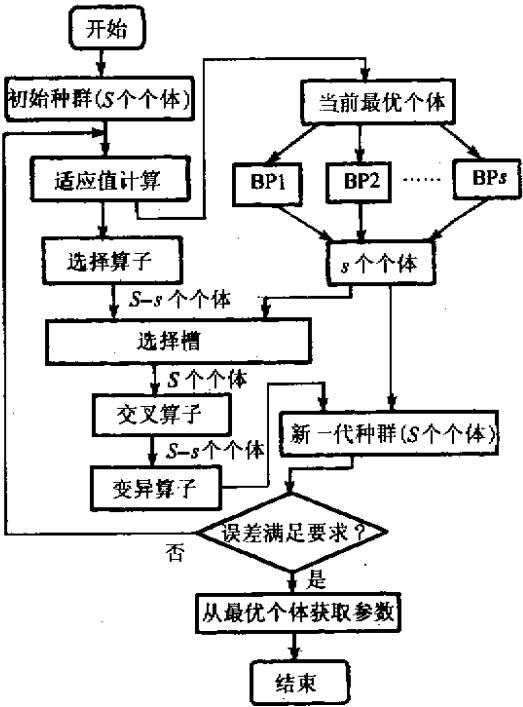 开始
初始种群(S个个体)
当前最优个体
适应值计算
BP1
BP2
……
BPs
选择算子
s个个体
S-s个个体
选择槽
S个个体
交叉算子
新一代种群(S个个体)
S-s个个体
变异算子
误差满足要求?
否
是
从最优个体获取参数
结束